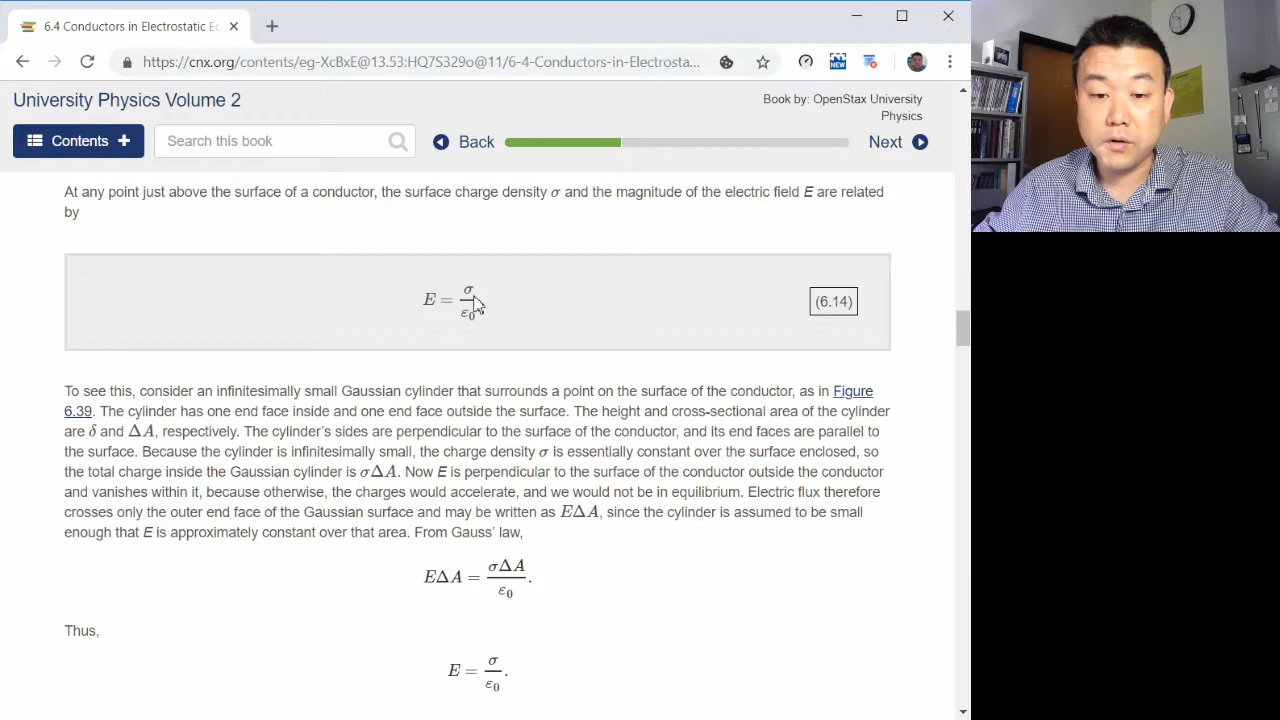 6.4 Conductors in Electrostatic Ec
https://cnx.org/contents/eg-XcBxE@13.53:HQ7S329o@11/6-4-Conductors-in-Electrosta...
NEW
University Physics Volume 2
Book by: OpenStax University
Physics
Contents +
Search this book
Back
Next
At any point just above the surface of a conductor, the surface charge density σ and the magnitude of the electric field E are related
by
E = σ/ε₀
(6.14)
To see this, consider an infinitesimally small Gaussian cylinder that surrounds a point on the surface of the conductor, as in Figure
6.39. The cylinder has one end face inside and one end face outside the surface. The height and cross-sectional area of the cylinder
are δ and ΔA, respectively. The cylinder's sides are perpendicular to the surface of the conductor, and its end faces are parallel to
the surface. Because the cylinder is infinitesimally small, the charge density σ is essentially constant over the surface enclosed, so
the total charge inside the Gaussian cylinder is σΔA. Now E is perpendicular to the surface of the conductor outside the conductor
and vanishes within it, because otherwise, the charges would accelerate, and we would not be in equilibrium. Electric flux therefore
crosses only the outer end face of the Gaussian surface and may be written as EΔA, since the cylinder is assumed to be small
enough that E is approximately constant over that area. From Gauss' law,
EΔA = σΔA/ε₀.
Thus,
E = σ/ε₀.